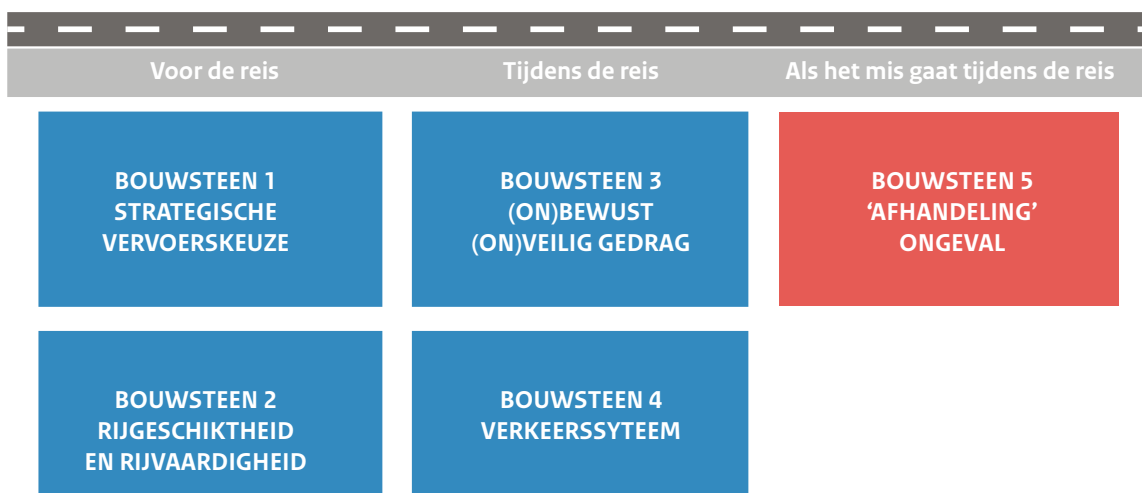 Voor de reis
Tijdens de reis
Als het mis gaat tijdens de reis
BOUWSTEEN 1
STRATEGISCHE
VERVOERSKEUZE
BOUWSTEEN 3
(ON)BEWUST
(ON)VEILIG GEDRAG
BOUWSTEEN 5
‘AFHANDELING’
ONGEVAL
BOUWSTEEN 2
RIJGESCHIKTHEID
EN RIJVAARDIGHEID
BOUWSTEEN 4
VERKEERSSYTEEM